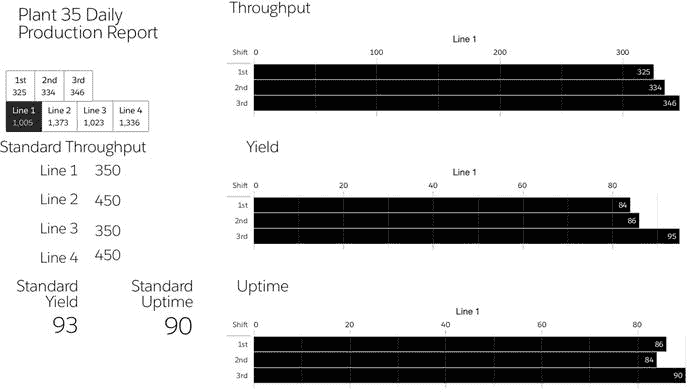 Plant 35 Daily
Production Report
1st 2nd 3rd
325 334 346
Line 1 Line 2 Line 3 Line 4
1,005 1,373 1,023 1,336
Standard Throughput
Line 1 350
Line 2 450
Line 3 350
Line 4 450
Standard
Yield
93
Standard
Uptime
90
Throughput
Line 1
Shift 0 100 200 300
1st 325
2nd 334
3rd 346
Yield
Line 1
Shift 0 20 40 60 80
1st 84
2nd 86
3rd 95
Uptime
Line 1
Shift 0 20 40 60 80
1st 86
2nd 84
3rd 90